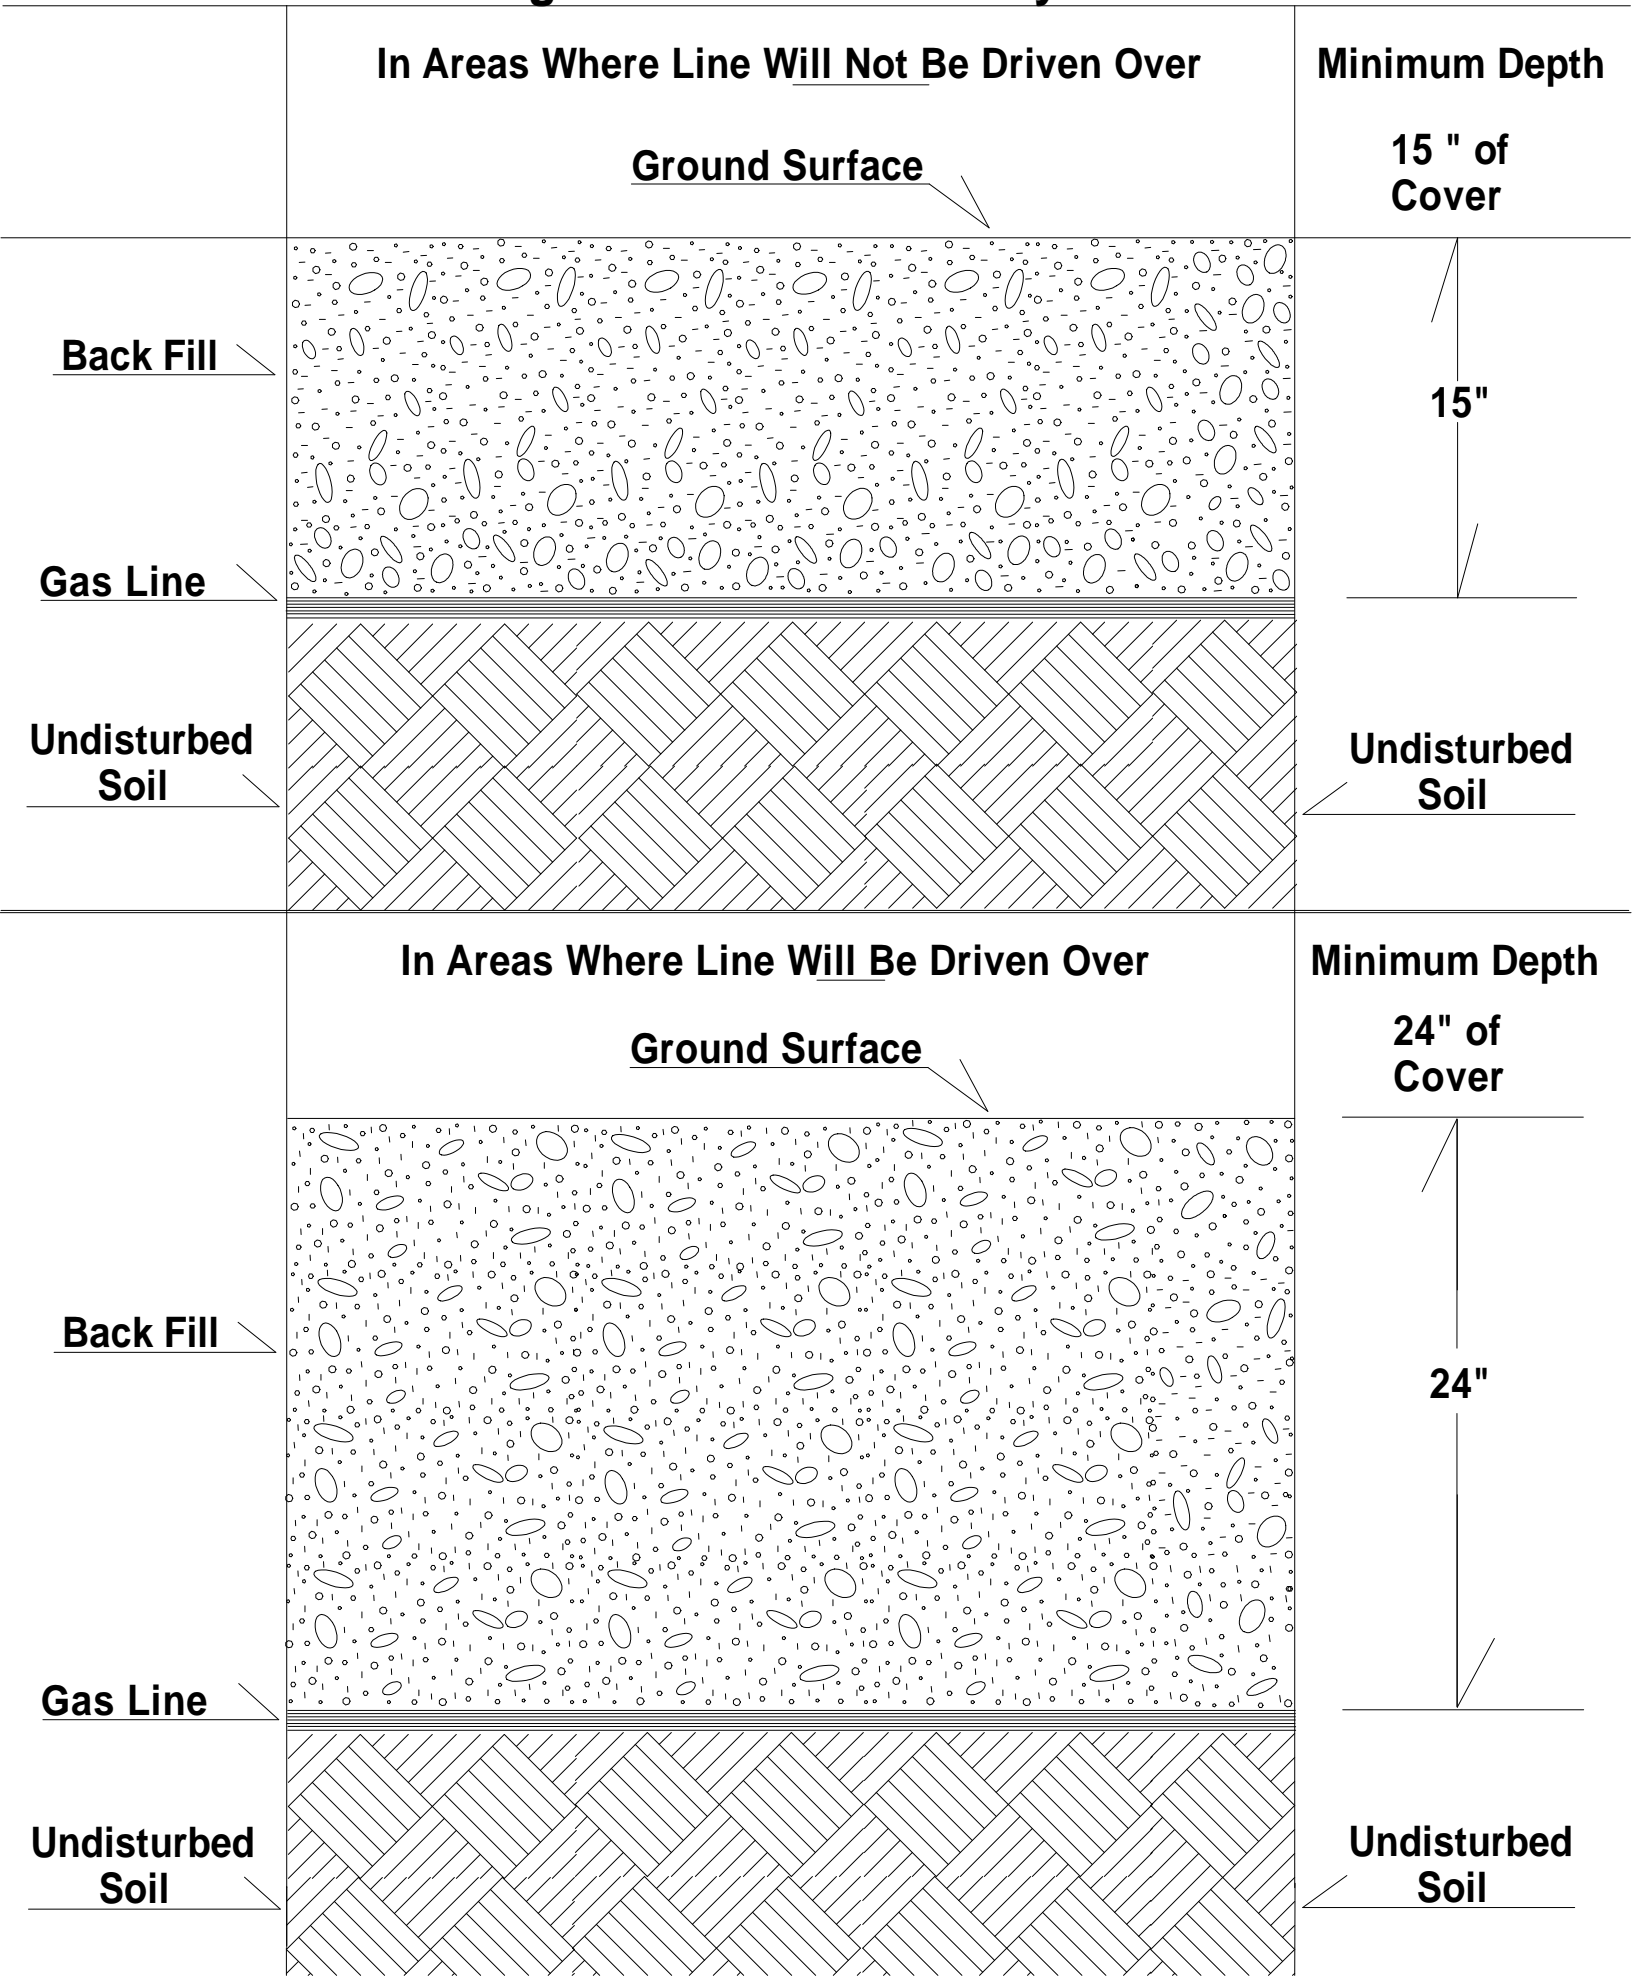 In Areas Where Line Will Not Be Driven Over
Minimum Depth
Ground Surface
15 " of
Cover
Back Fill
15"
Gas Line
Undisturbed
Soil
Undisturbed
Soil
In Areas Where Line Will Be Driven Over
Minimum Depth
Ground Surface
24" of
Cover
Back Fill
24"
Gas Line
Undisturbed
Soil
Undisturbed
Soil